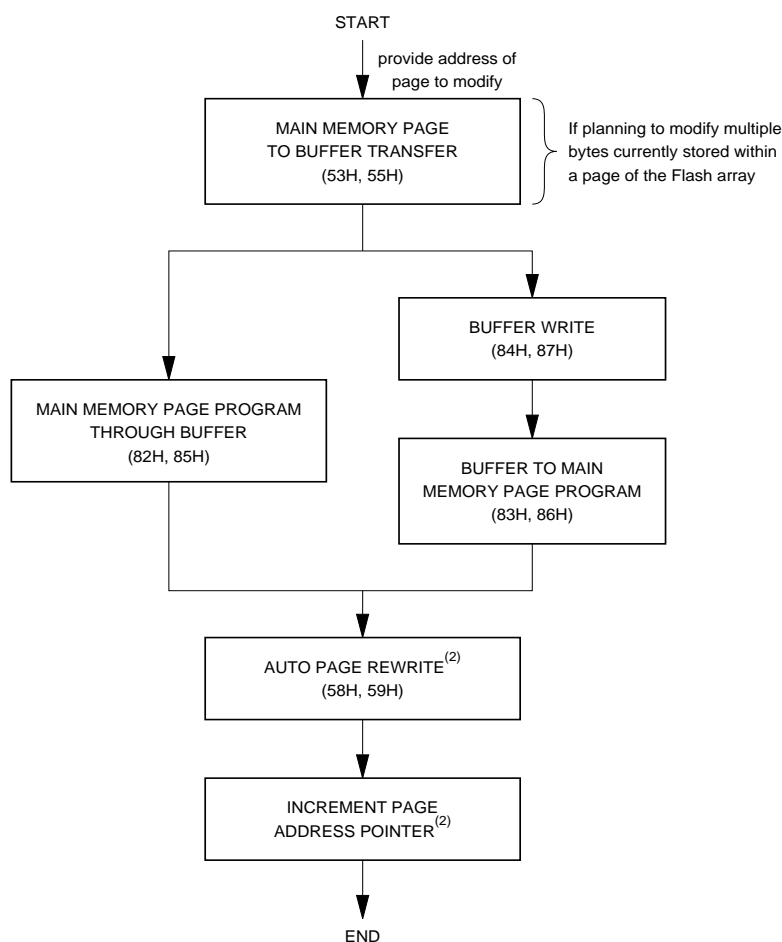 START
provide address of
page to modify
MAIN MEMORY PAGE
TO BUFFER TRANSFER
(53H, 55H)
If planning to modify multiple
bytes currently stored within
a page of the Flash array
BUFFER WRITE
(84H, 87H)
MAIN MEMORY PAGE PROGRAM
THROUGH BUFFER
(82H, 85H)
BUFFER TO MAIN
MEMORY PAGE PROGRAM
(83H, 86H)
AUTO PAGE REWRITE(2)
(58H, 59H)
INCREMENT PAGE
ADDRESS POINTER(2)
END